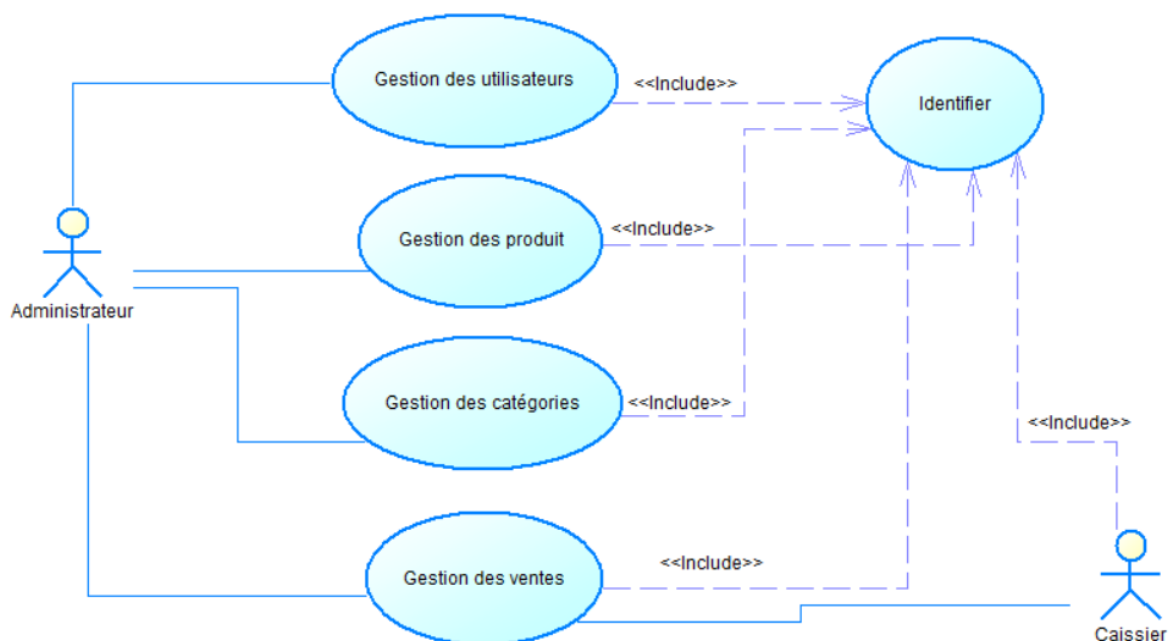 Gestion des utilisateurs
<<Include>>
Identifier
Gestion des produit
<<Include>>
Administrateur
Gestion des catégories
<<Include>>
<<Include>>
Gestion des ventes
<<Include>>
Caissier